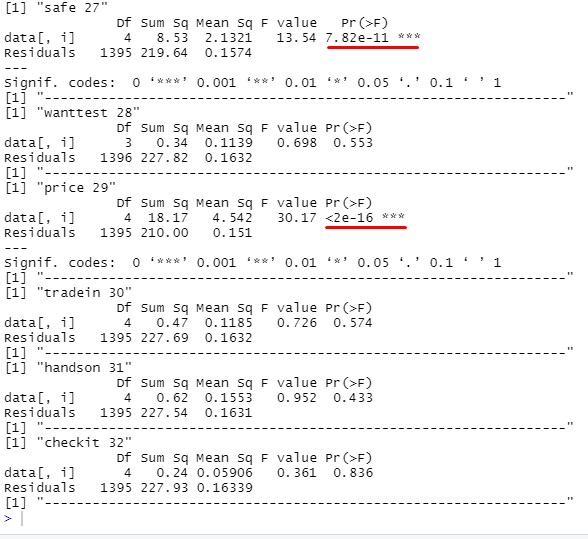 [1] "safe 27"
Df Sum Sq Mean Sq F value Pr(>F)
data[, i] 4 8.53 2.1321 13.54 7.82e-11 ***
Residuals 1395 219.64 0.1574
---
Signif. codes: 0 ‘***’ 0.001 ‘**’ 0.01 ‘*’ 0.05 ‘.’ 0.1 ‘ ’ 1
[1] "----------------------------------------------------------------"
[1] "wanttest 28"
Df Sum Sq Mean Sq F value Pr(>F)
data[, i] 3 0.34 0.1139 0.698 0.553
Residuals 1396 227.82 0.1632
[1] "----------------------------------------------------------------"
[1] "price 29"
Df Sum Sq Mean Sq F value Pr(>F)
data[, i] 4 18.17 4.542 30.17 <2e-16 ***
Residuals 1395 210.00 0.151
---
Signif. codes: 0 ‘***’ 0.001 ‘**’ 0.01 ‘*’ 0.05 ‘.’ 0.1 ‘ ’ 1
[1] "----------------------------------------------------------------"
[1] "tradein 30"
Df Sum Sq Mean Sq F value Pr(>F)
data[, i] 4 0.47 0.1185 0.726 0.574
Residuals 1395 227.69 0.1632
[1] "----------------------------------------------------------------"
[1] "handson 31"
Df Sum Sq Mean Sq F value Pr(>F)
data[, i] 4 0.62 0.1553 0.952 0.433
Residuals 1395 227.54 0.1631
[1] "----------------------------------------------------------------"
[1] "checkit 32"
Df Sum Sq Mean Sq F value Pr(>F)
data[, i] 4 0.24 0.05906 0.361 0.836
Residuals 1395 227.93 0.16339
[1] "----------------------------------------------------------------"
>